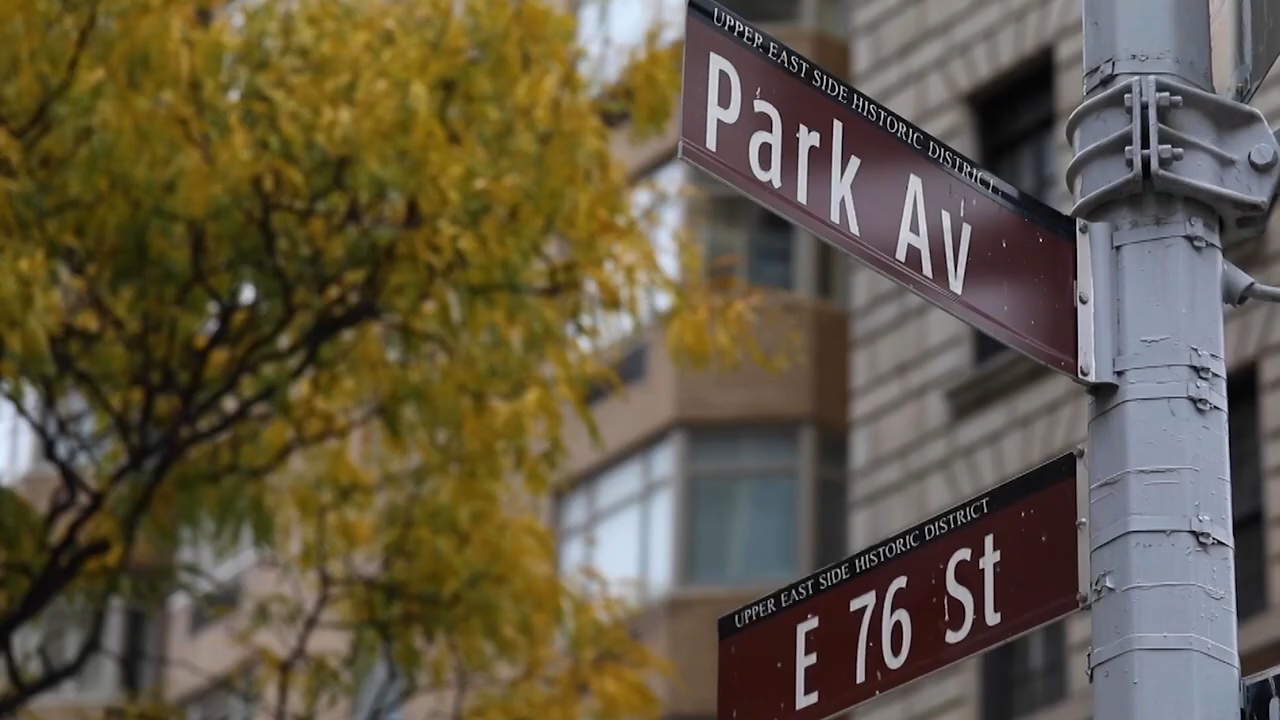 UPPER EAST SIDE HISTORIC DISTRICT
Park Av
UPPER EAST SIDE HISTORIC DISTRICT
E 76 St